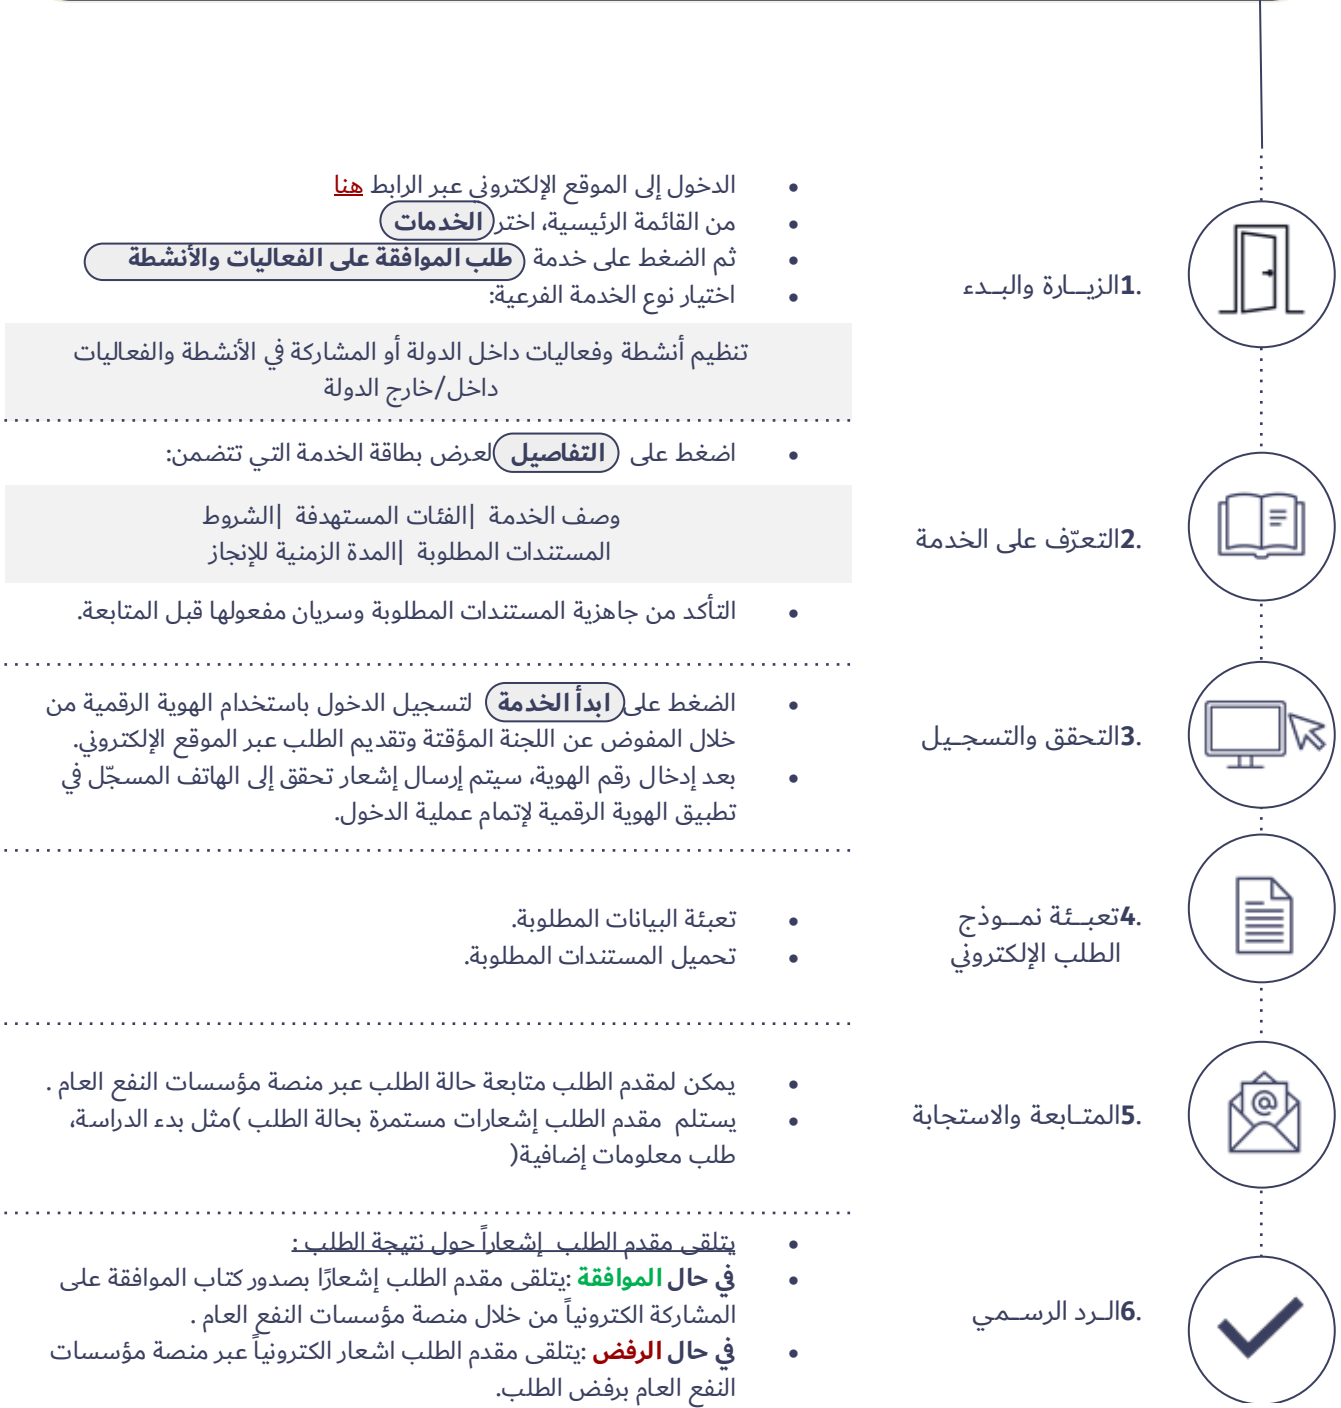 .1الزيــارة والبــدء
• الدخول إلى الموقع الإلكتروني عبر الرابط هنا
• من القائمة الرئيسية، اختر الخدمات
• ثم الضغط على خدمة طلب الموافقة على الفعاليات والأنشطة
• اختيار نوع الخدمة الفرعية:
تنظيم أنشطة وفعاليات داخل الدولة أو المشاركة في الأنشطة والفعاليات
داخل/خارج الدولة
.2التعرّف على الخدمة
• اضغط على التفاصيل لعرض بطاقة الخدمة التي تتضمن:
وصف الخدمة |الفئات المستهدفة |الشروط
المستندات المطلوبة |المدة الزمنية للإنجاز
• التأكد من جاهزية المستندات المطلوبة وسريان مفعولها قبل المتابعة.
.3التحقق والتسجـيل
• الضغط على ابدأ الخدمة لتسجيل الدخول باستخدام الهوية الرقمية من
خلال المفوض عن اللجنة المؤقتة وتقديم الطلب عبر الموقع الإلكتروني.
• بعد إدخال رقم الهوية، سيتم إرسال إشعار تحقق إلى الهاتف المسجّل في
تطبيق الهوية الرقمية لإتمام عملية الدخول.
.4تعبــئة نمــوذج
الطلب الإلكتروني
• تعبئة البيانات المطلوبة.
• تحميل المستندات المطلوبة.
.5المتـابعة والاستجابة
• يمكن لمقدم الطلب متابعة حالة الطلب عبر منصة مؤسسات النفع العام .
• يستلم مقدم الطلب إشعارات مستمرة بحالة الطلب )مثل بدء الدراسة،
طلب معلومات إضافية(
.6الـرد الرســمي
• يتلقى مقدم الطلب إشعاراً حول نتيجة الطلب :
• في حال الموافقة :يتلقى مقدم الطلب إشعارًا بصدور كتاب الموافقة على
المشاركة الكترونياً من خلال منصة مؤسسات النفع العام .
• في حال الرفض :يتلقى مقدم الطلب اشعار الكترونياً عبر منصة مؤسسات
النفع العام برفض الطلب.